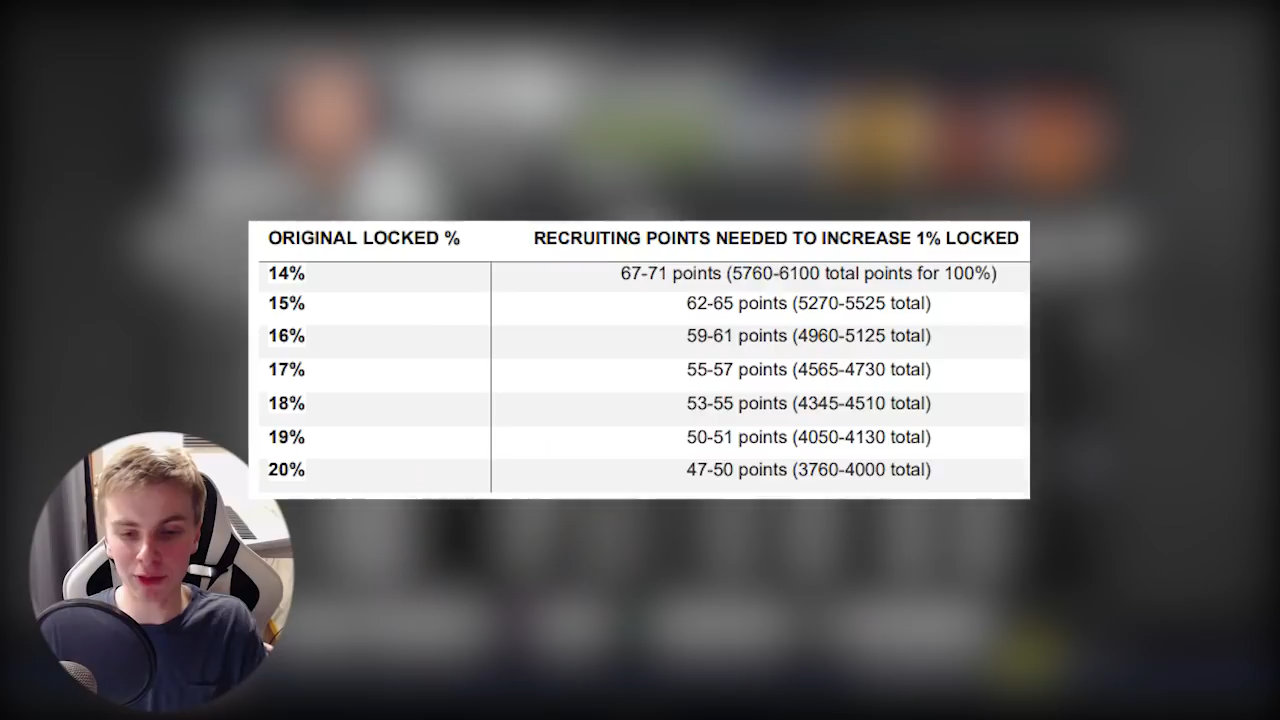 ORIGINAL LOCKED % RECRUITING POINTS NEEDED TO INCREASE 1% LOCKED
14% 67-71 points (5760-6100 total points for 100%)
15% 62-65 points (5270-5525 total)
16% 59-61 points (4960-5125 total)
17% 55-57 points (4565-4730 total)
18% 53-55 points (4345-4510 total)
19% 50-51 points (4050-4130 total)
20% 47-50 points (3760-4000 total)